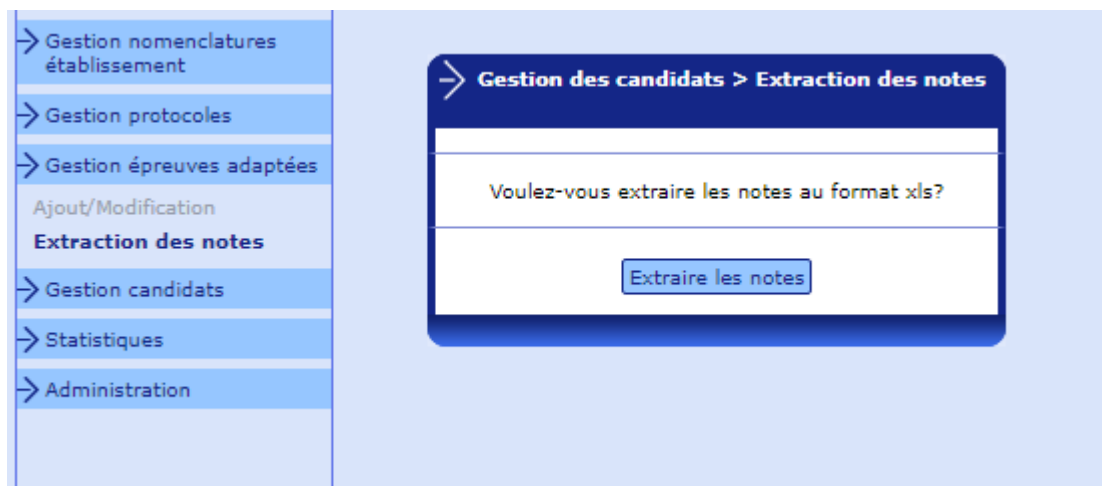 Gestion nomenclatures
établissement
Gestion protocoles
Gestion épreuves adaptées
Ajout/Modification
Extraction des notes
Gestion candidats
Statistiques
Administration
Gestion des candidats > Extraction des notes
Voulez-vous extraire les notes au format xls?
Extraire les notes